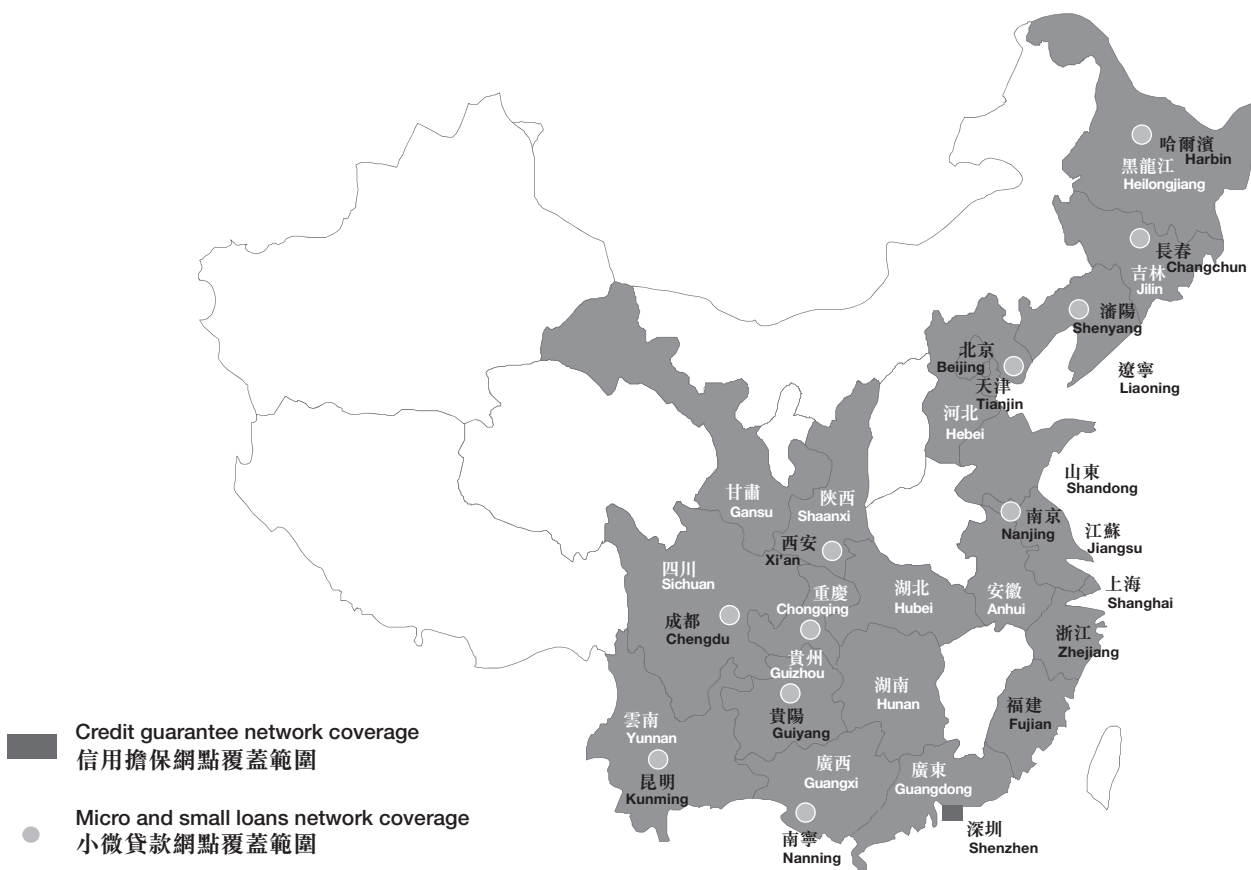 哈爾濱
Harbin
黑龍江
Heilongjiang
長春
Changchun
吉林
Jilin
瀋陽
Shenyang
北京
Beijing
天津
Tianjin
遼寧
Liaoning
河北
Hebei
山東
Shandong
甘肅
Gansu
陝西
Shaanxi
南京
Nanjing
江蘇
Jiangsu
西安
Xi'an
四川
Sichuan
重慶
Chongqing
湖北
Hubei
安徽
Anhui
上海
Shanghai
成都
Chengdu
浙江
Zhejiang
貴州
Guizhou
湖南
Hunan
貴陽
Guiyang
福建
Fujian
雲南
Yunnan
昆明
Kunming
廣西
Guangxi
廣東
Guangdong
南寧
Nanning
深圳
Shenzhen
Credit guarantee network coverage
信用擔保網點覆蓋範圍
Micro and small loans network coverage
小微貸款網點覆蓋範圍